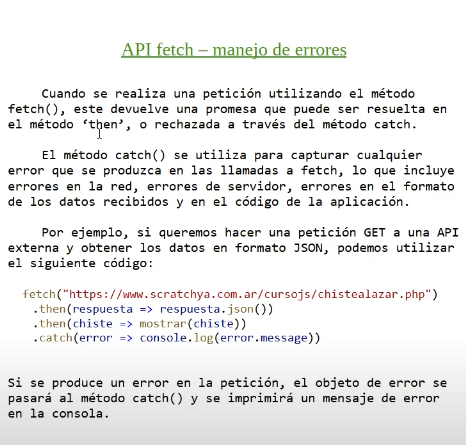 API fetch – manejo de errores
Cuando se realiza una petición utilizando el método
fetch(), este devuelve una promesa que puede ser resuelta en
el método ‘then’, o rechazada a través del método catch.
El método catch() se utiliza para capturar cualquier
error que se produzca en las llamadas a fetch, lo que incluye
errores en la red, errores de servidor, errores en el formato
de los datos recibidos y en el código de la aplicación.
Por ejemplo, si queremos hacer una petición GET a una API
externa y obtener los datos en formato JSON, podemos utilizar
el siguiente código:
fetch("https://www.scratchya.com.ar/cursojs/chistealazar.php")
.then(respuesta => respuesta.json())
.then(chiste => mostrar(chiste))
.catch(error => console.log(error.message))
Si se produce un error en la petición, el objeto de error se
pasará al método catch() y se imprimirá un mensaje de error
en la consola.